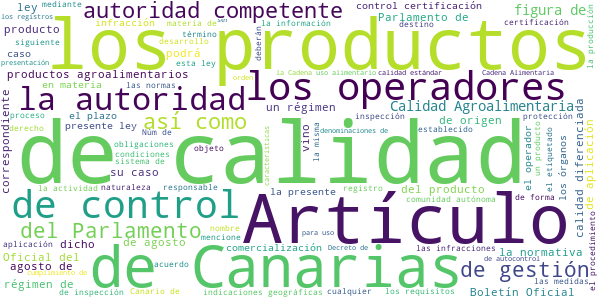 ley mediante autoridad competente control certificación figura de
los registros infracción materia de ser la información Parlamento de certificación
producto término deberán destino la producción
siguiente desarrollo los productos
caso podrá esta ley
presentación orden la Cadena uso alimentario calidad estándar Cadena Alimentaria
productos agroalimentarios las normas
en materia la autoridad los operadores
correspondiente un régimen Calidad Agroalimentaria
proceso el plazo así como vino de origen inspección protección
derecho presente ley Num de la misma denominaciones de establecido
obligaciones características el operador un producto el etiquetado los órganos calidad diferenciada de aplicación
condiciones objeto
sistema de de calidad
su caso
la actividad naturaleza responsable la presente registro del producto de forma el procedimiento
de control comunidad autónoma
nombre Artículo la normativa
del Parlamento mencione para uso
aplicación dicho de agosto comercialización Decreto de las infracciones
Oficial del acuerdo de Canarias de autocontrol de gestión
agosto de cumplimiento de las medidas
régimen de de inspección Canario de indicaciones geográficas cualquier los requisitos Boletín Oficial